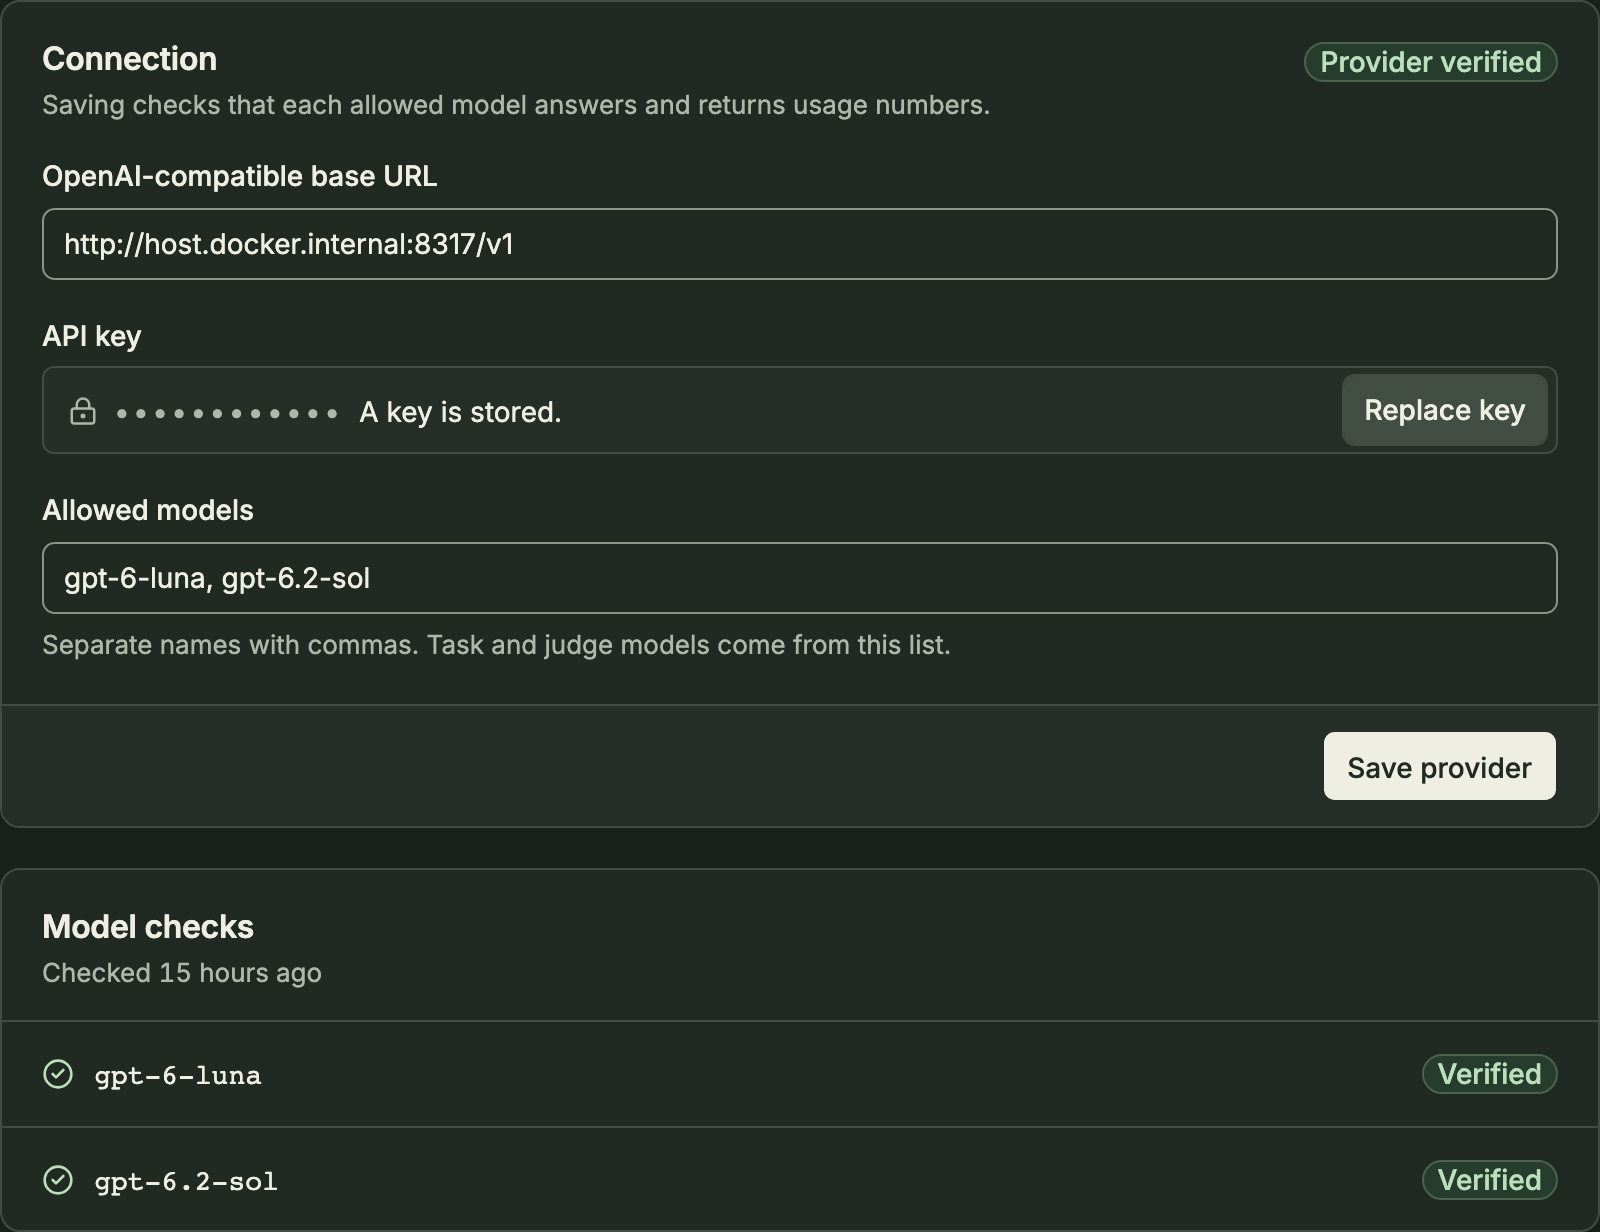 Connection
Provider verified
Saving checks that each allowed model answers and returns usage numbers.
OpenAI-compatible base URL
http://host.docker.internal:8317/v1
API key
•••••••••••• A key is stored.
Replace key
Allowed models
gpt-6-luna, gpt-6.2-sol
Separate names with commas. Task and judge models come from this list.
Save provider
Model checks
Checked 15 hours ago
gpt-6-luna
Verified
gpt-6.2-sol
Verified